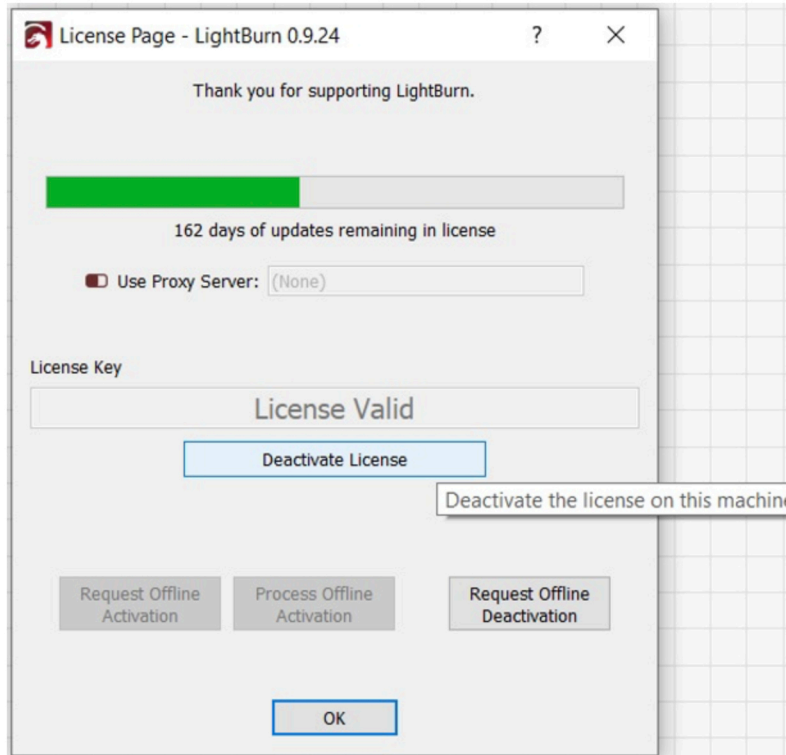 License Page - LightBurn 0.9.24
Thank you for supporting LightBurn.
162 days of updates remaining in license
Use Proxy Server: (None)
License Key
License Valid
Deactivate License
Deactivate the license on this machine
Request Offline
Activation
Process Offline
Activation
Request Offline
Deactivation
OK